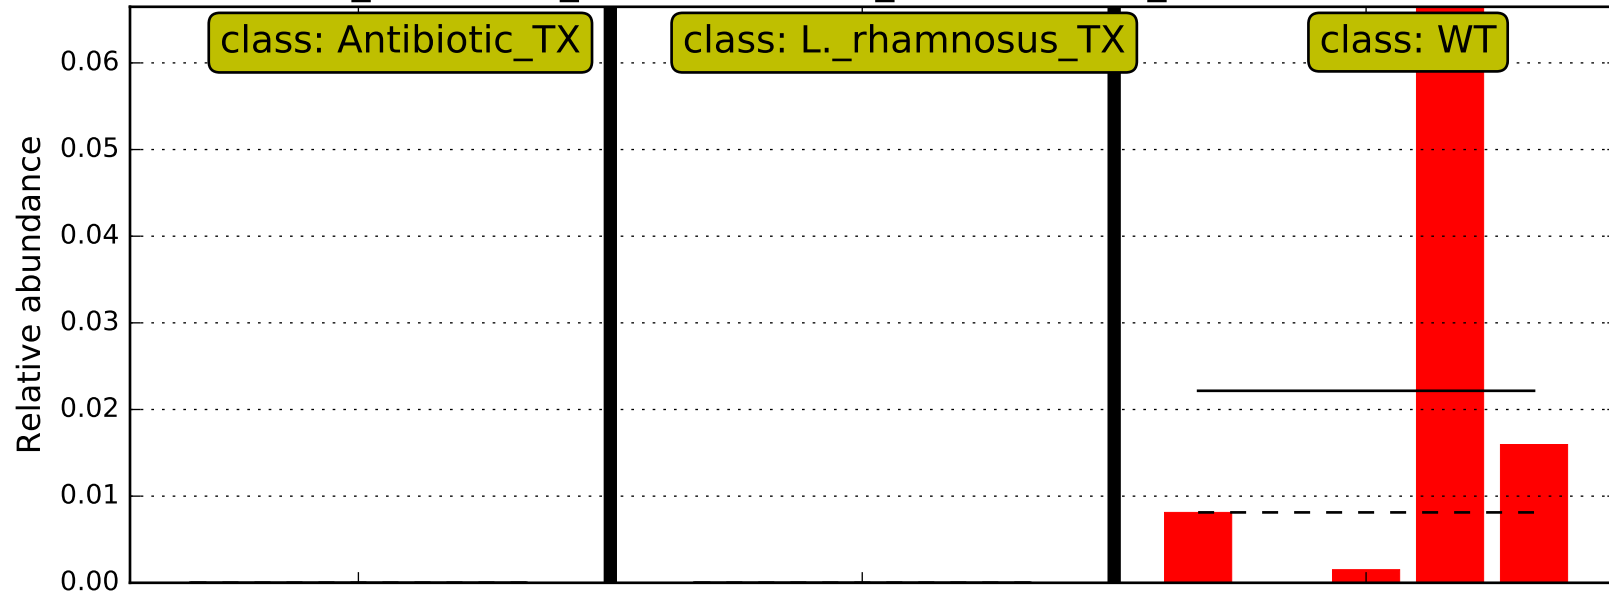 class: Antibiotic_TX
class: L._rhamnosus_TX
class: WT
0.06
0.05
0.04
0.03
0.02
0.01
0.00
Relative abundance